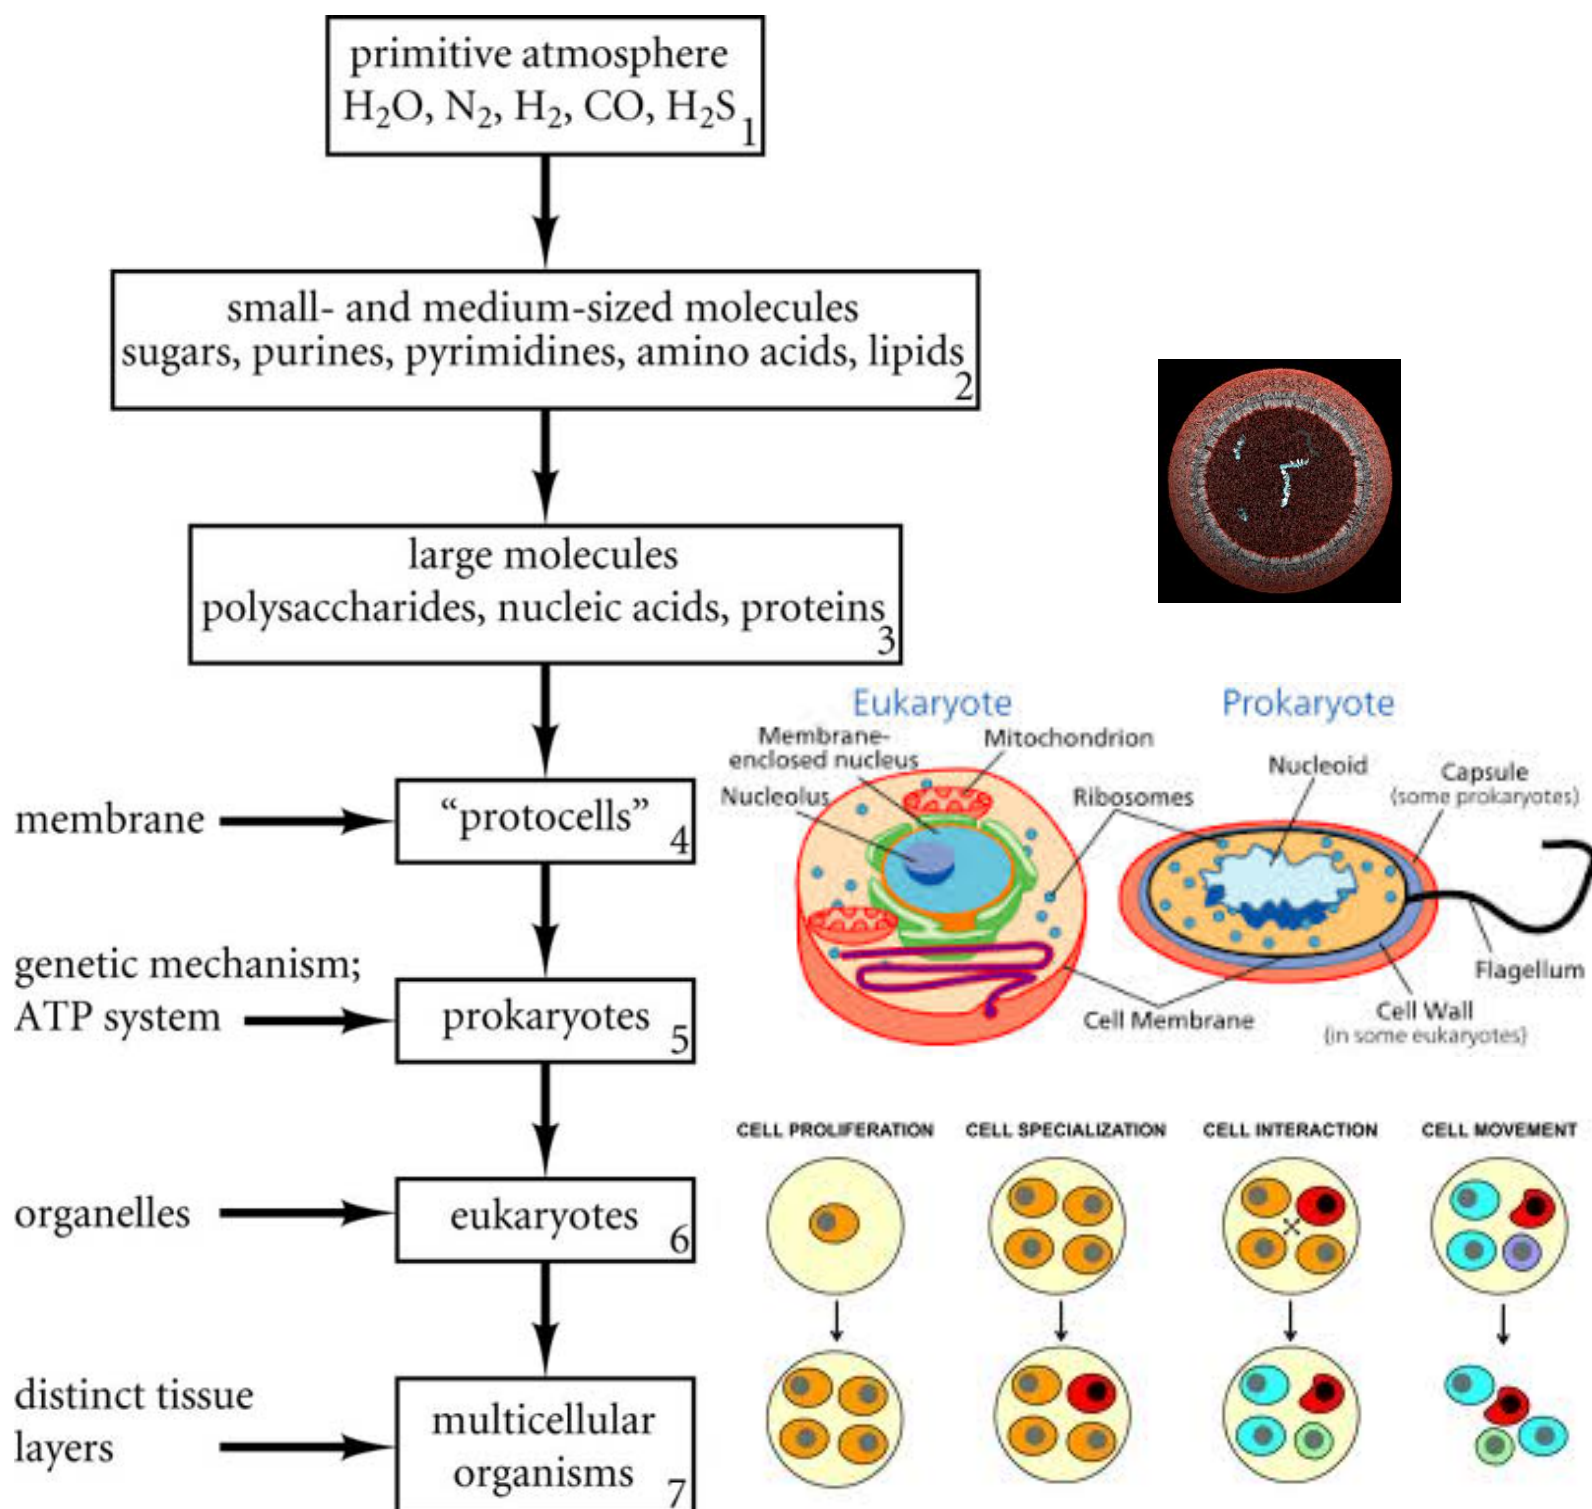 primitive atmosphere
H₂O, N₂, H₂, CO, H₂S
1
small- and medium-sized molecules
sugars, purines, pyrimidines, amino acids, lipids
2
large molecules
polysaccharides, nucleic acids, proteins
3
membrane
“protocells”
4
genetic mechanism;
ATP system
prokaryotes
5
organelles
eukaryotes
6
distinct tissue
layers
multicellular
organisms
7
Eukaryote
Prokaryote
Membrane-
enclosed nucleus
Mitochondrion
Nucleolus
Ribosomes
Nucleoid
Capsule
(some prokaryotes)
Cell Membrane
Flagellum
Cell Wall
(in some eukaryotes)
CELL PROLIFERATION
CELL SPECIALIZATION
CELL INTERACTION
CELL MOVEMENT